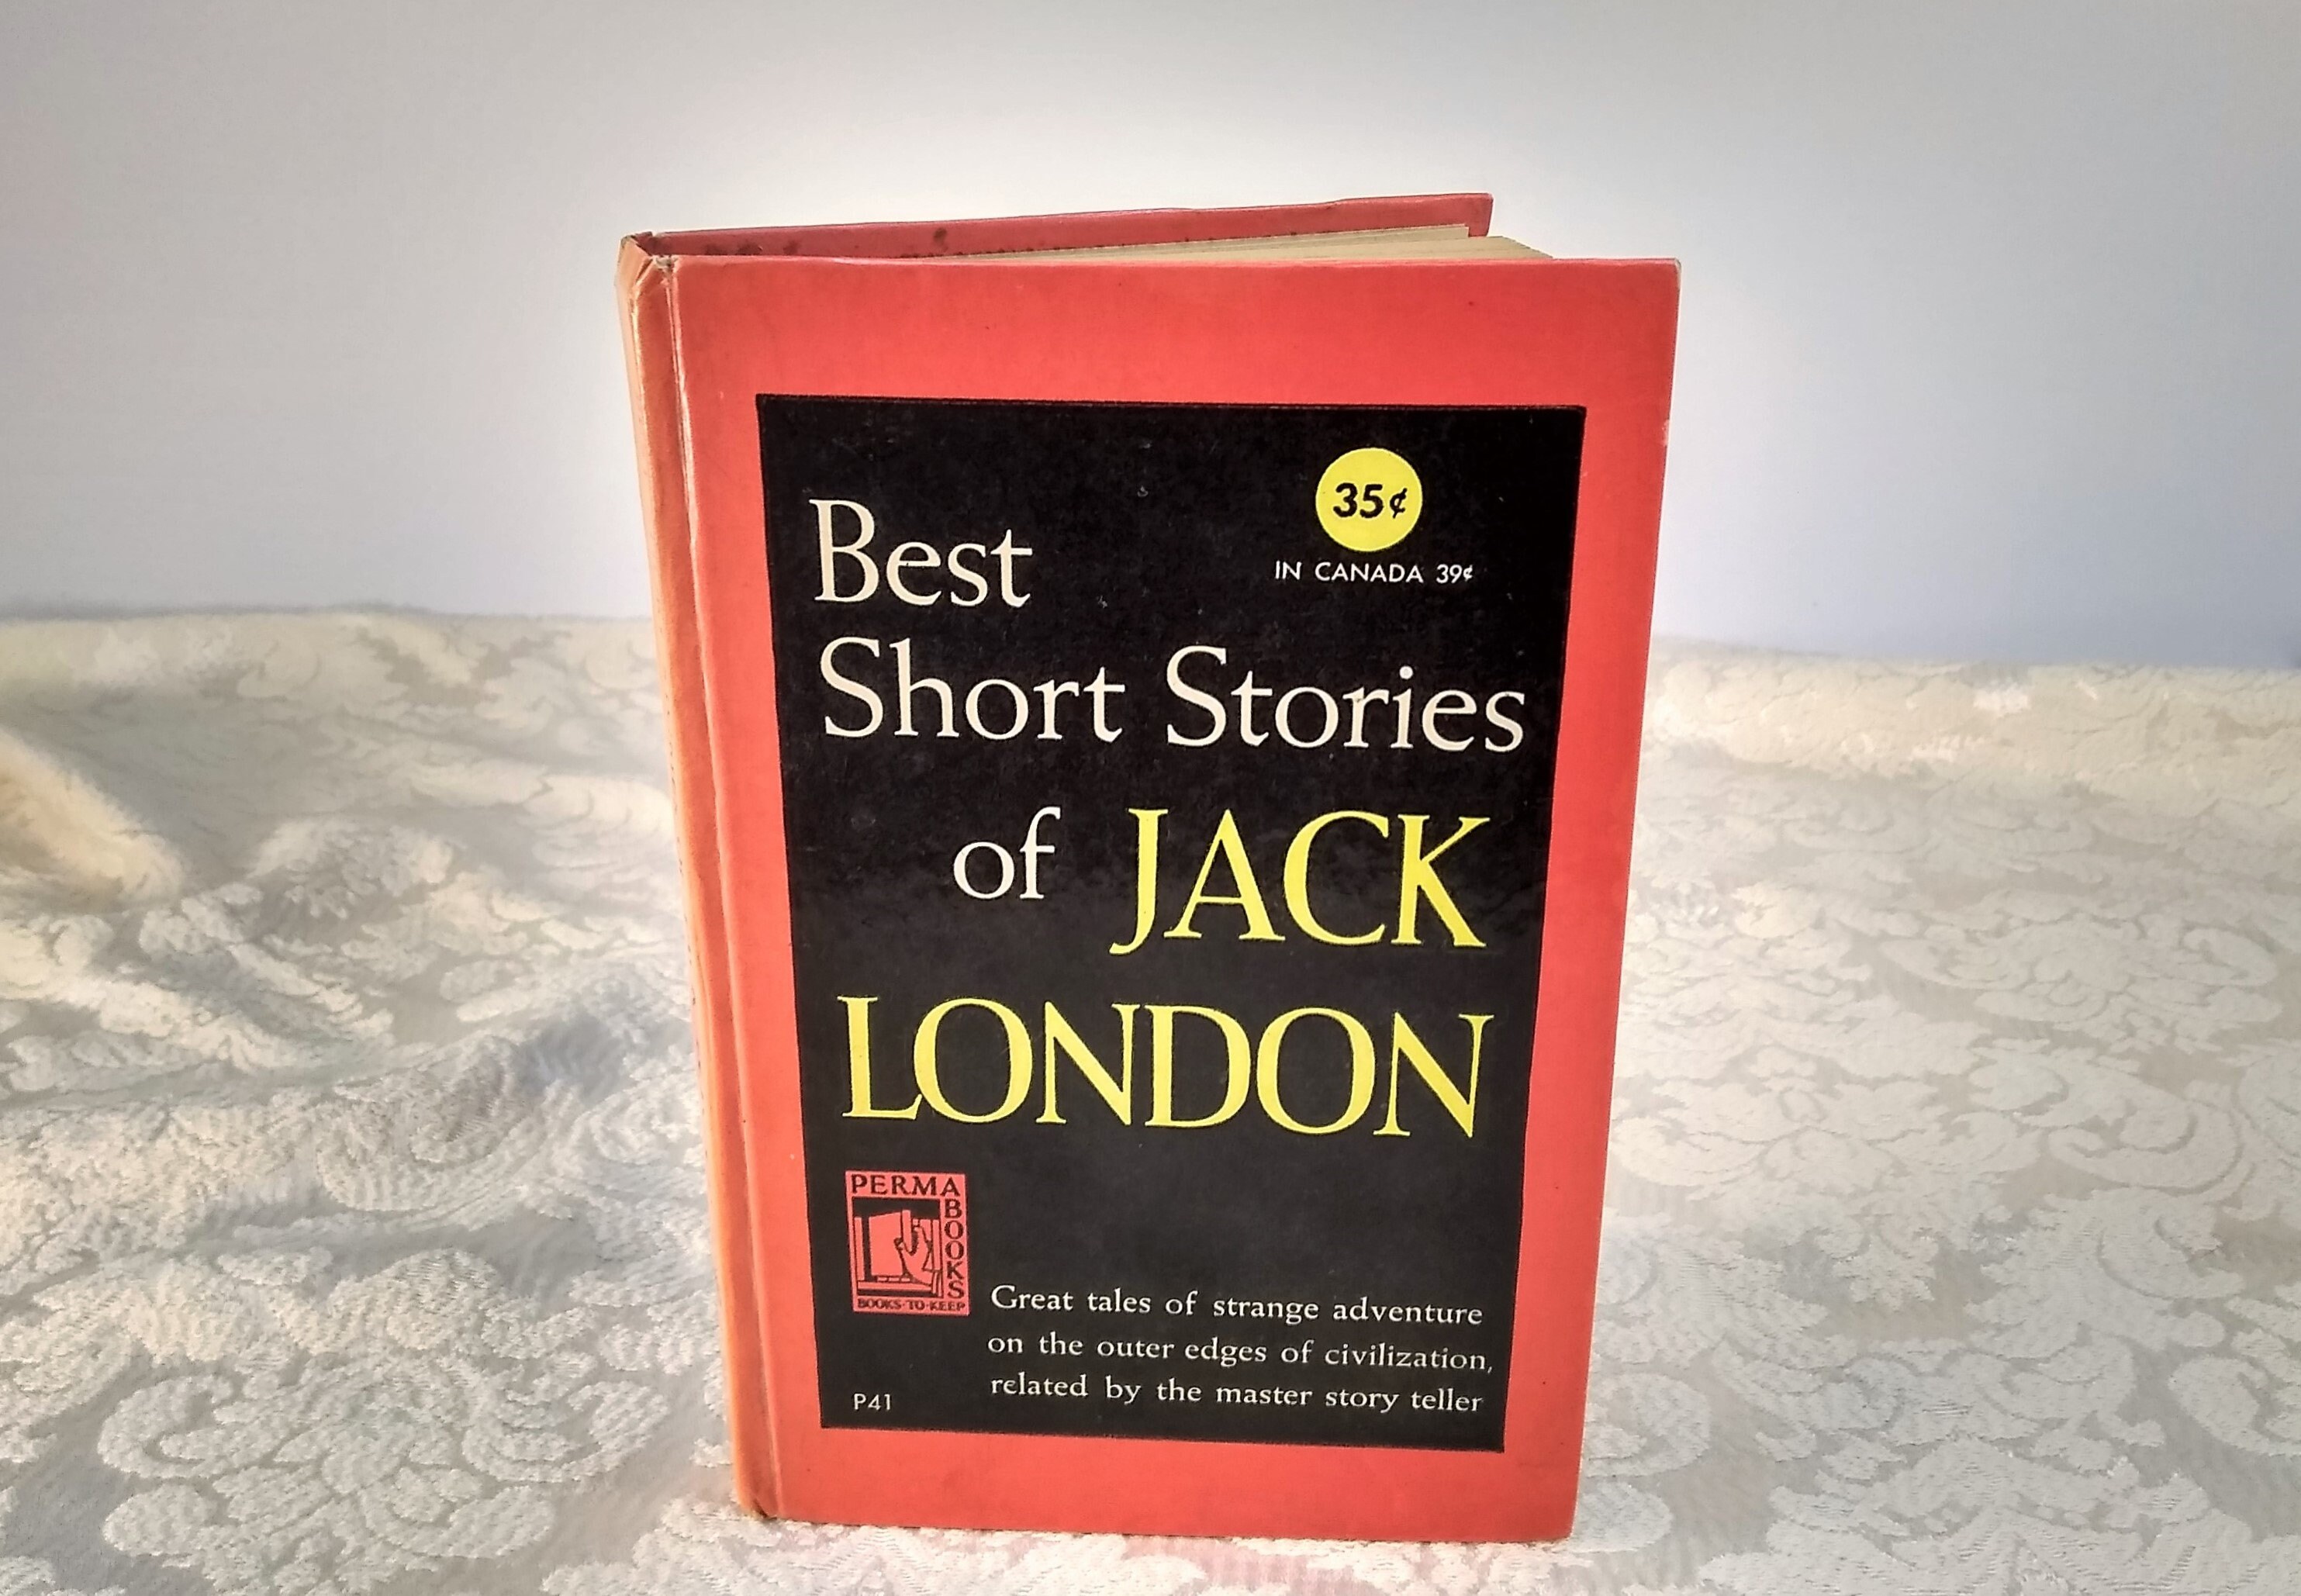 35¢
IN CANADA 39¢
Best
Short Stories
of JACK
LONDON
PERMA
BOOKS
BOOKS·TO·KEEP
Great tales of strange adventure
on the outer edges of civilization,
related by the master story teller
P41